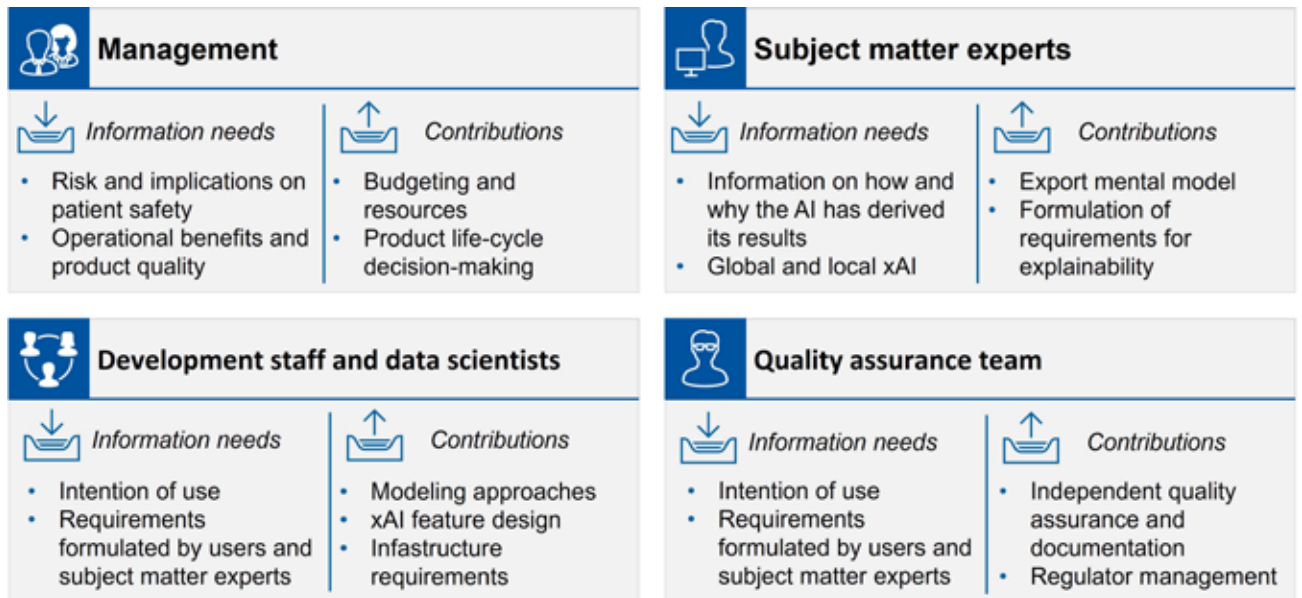 Management
Information needs
• Risk and implications on
patient safety
• Operational benefits and
product quality
Contributions
• Budgeting and
resources
• Product life-cycle
decision-making
Subject matter experts
Information needs
• Information on how and
why the AI has derived
its results
• Global and local xAI
Contributions
• Export mental model
• Formulation of
requirements for
explainability
Development staff and data scientists
Information needs
• Intention of use
• Requirements
formulated by users and
subject matter experts
Contributions
• Modeling approaches
• xAI feature design
• Infastructure
requirements
Quality assurance team
Information needs
• Intention of use
• Requirements
formulated by users and
subject matter experts
Contributions
• Independent quality
assurance and
documentation
• Regulator management